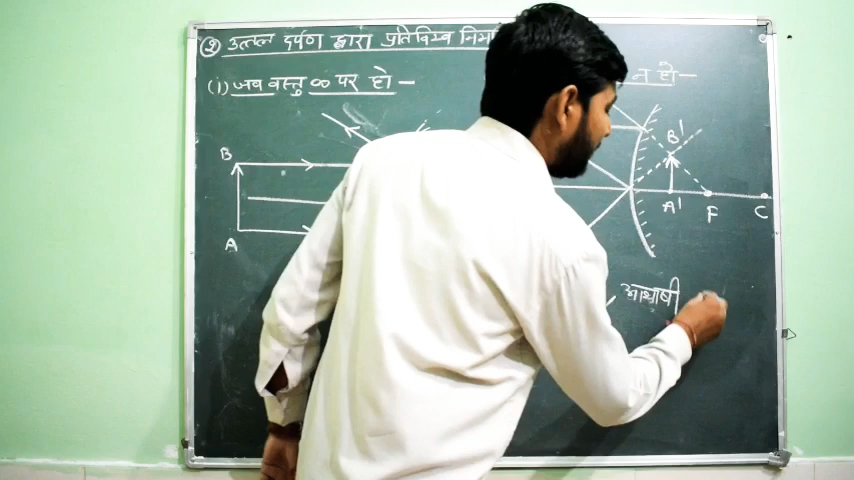 ② उत्तल दर्पण द्वारा प्रतिबिम्ब
(i) जब वस्तु ∞ पर हो —
न हो —
B
A
B'
A'
F
C
आभाषी